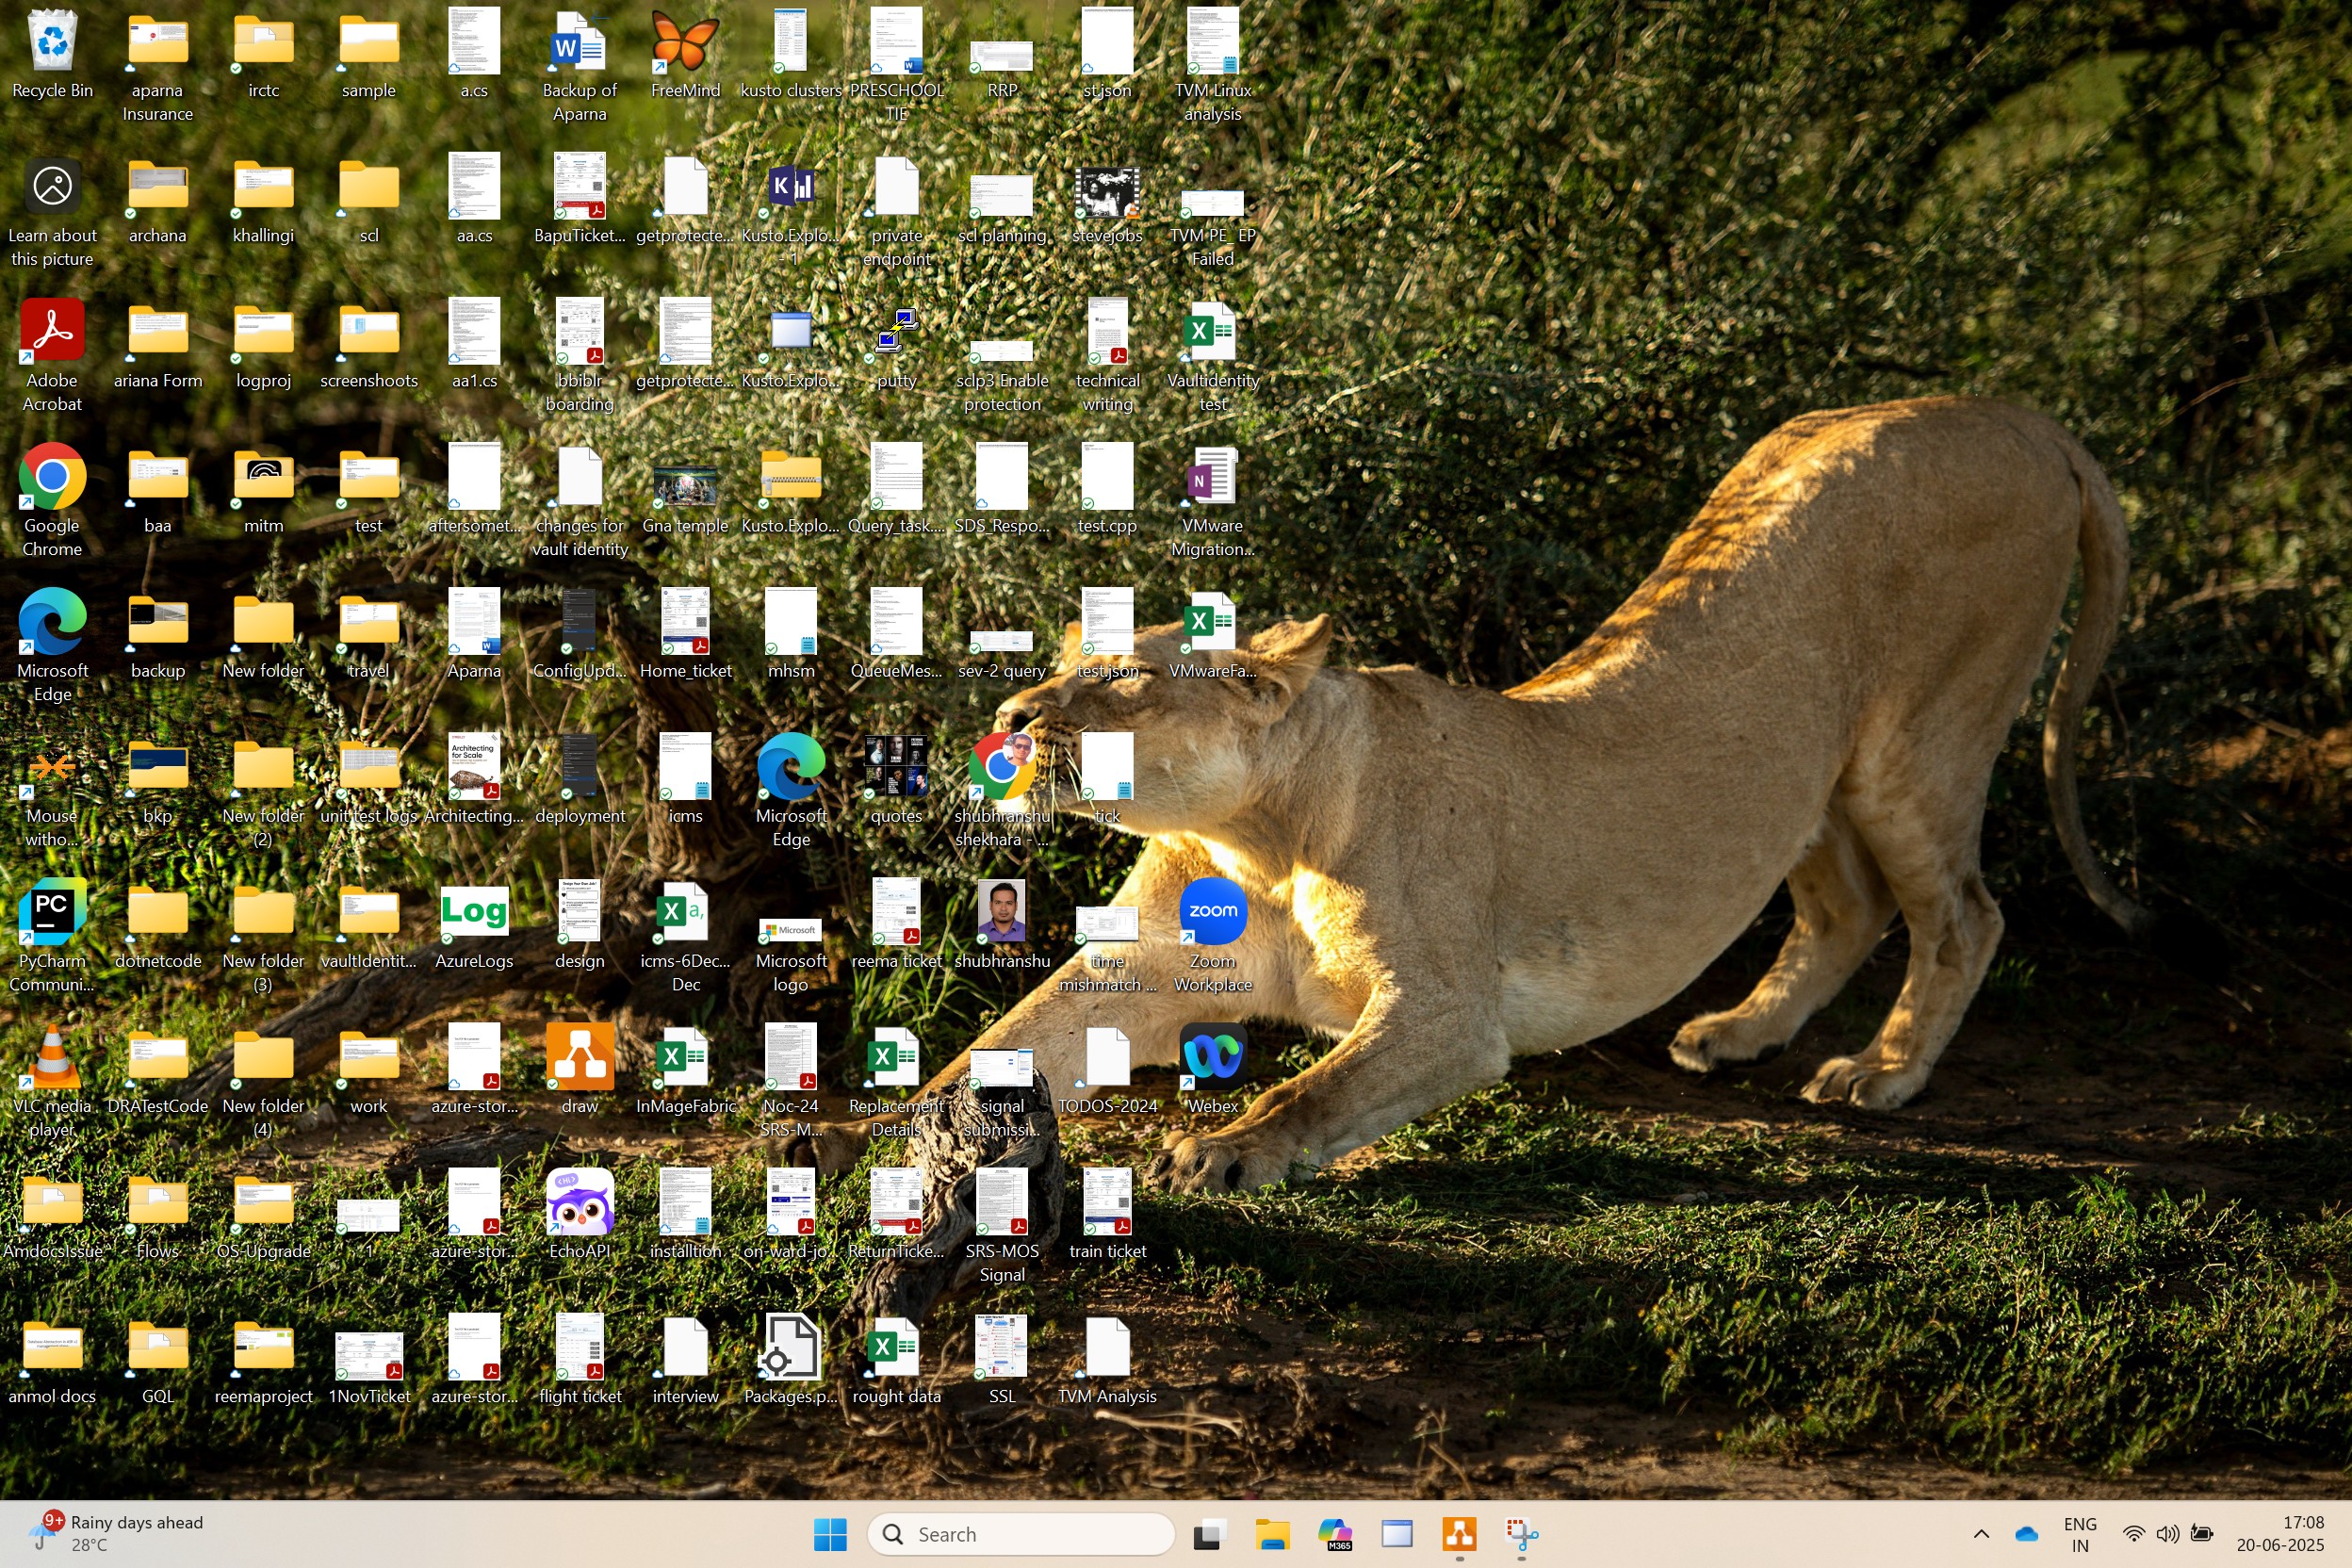 Recycle Bin
aparna
Insurance
irctc
sample
a.cs
Backup of
Aparna
FreeMind
kusto clusters
PRESCHOOL
TIE
RRP
st.json
TVM Linux
analysis
Learn about
this picture
archana
khallingi
scl
aa.cs
BapuTicket...
getprotecte...
Kusto.Explo...
- 1
private
endpoint
scl planning
stevejobs
TVM PE_ EP
Failed
Adobe
Acrobat
ariana Form
logproj
screenshoots
aa1.cs
bbiblr
boarding
getprotecte...
Kusto.Explo...
putty
sclp3 Enable
protection
technical
writing
Vaultidentity
test
Google
Chrome
baa
mitm
test
aftersomet...
changes for
vault identity
Gna temple
Kusto.Explo...
Query_task....
SDS_Respo...
test.cpp
VMware
Migration...
Microsoft
Edge
backup
New folder
travel
Aparna
ConfigUpd...
Home_ticket
mhsm
QueueMes...
sev-2 query
test.json
VMwareFa...
Mouse
witho...
bkp
New folder
(2)
unit test logs
Architecting
for Scale
Architecting...
deployment
icms
Microsoft
Edge
quotes
shubhranshu
shekhara - ...
tick
PC
PyCharm
Communi...
dotnetcode
New folder
(3)
vaultIdentit...
Log
AzureLogs
design
icms-6Dec...
Dec
Microsoft
Microsoft
logo
reema ticket
shubhranshu
time
mishmatch ...
zoom
Zoom
Workplace
VLC media
player
DRATestCode
New folder
(4)
work
azure-stor...
draw
InMageFabric
Noc-24
SRS-M...
Replacement
Details
signal
submissi...
TODOS-2024
Webex
AmdocsIssue
Flows
OS-Upgrade
1
azure-stor...
EchoAPI
installtion
on-ward-jo...
ReturnTicke...
SRS-MOS
Signal
train ticket
anmol docs
GQL
reemaproject
1NovTicket
azure-stor...
flight ticket
interview
Packages.p...
rought data
SSL
TVM Analysis
9+
Rainy days ahead
28°C
Search
M365
ENG
IN
17:08
20-06-2025